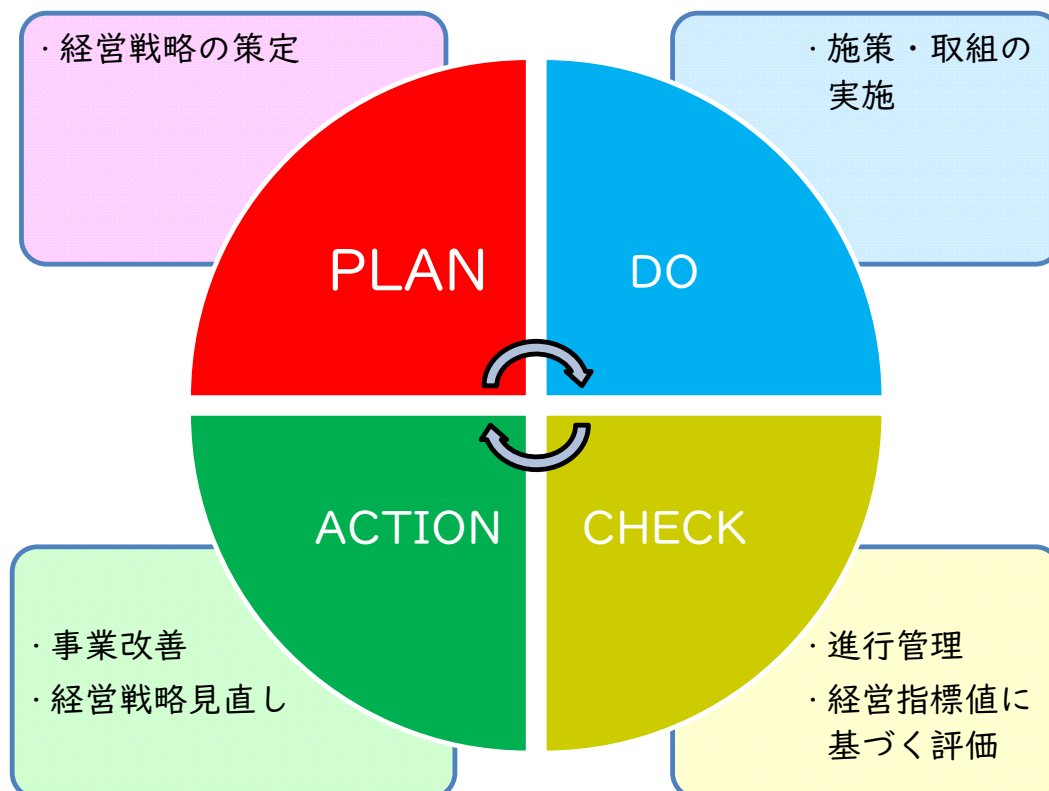 ・経営戦略の策定
・施策・取組の
実施
PLAN
DO
ACTION
CHECK
・事業改善
・経営戦略見直し
・進行管理
・経営指標値に
基づく評価